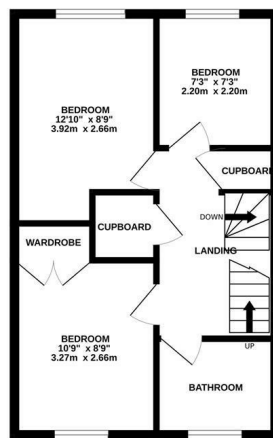 BEDROOM
12'10" x 8'9"
3.92m x 2.66m
BEDROOM
7'3" x 7'3"
2.20m x 2.20m
CUPBOARD
CUPBOARD
DOWN
WARDROBE
LANDING
BEDROOM
10'9" x 8'9"
3.27m x 2.66m
UP
BATHROOM